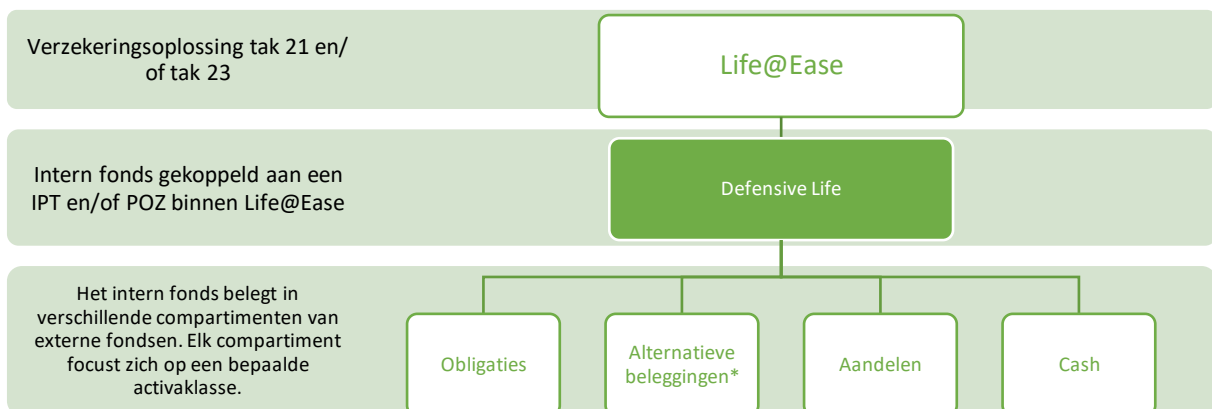 Verzekeringsoplossing tak 21 en/
of tak 23
Life@Ease
Intern fonds gekoppeld aan een
IPT en/of POZ binnen Life@Ease
Defensive Life
Het intern fonds belegt in
verschillende compartimenten van
externe fondsen. Elk compartiment
focust zich op een bepaalde
activaklasse.
Obligaties
Alternatieve
beleggingen*
Aandelen
Cash